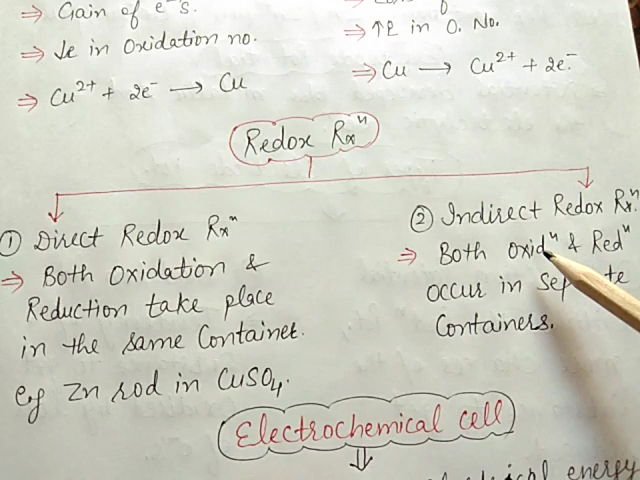 ⇒ Gain of e⁻s.
⇒ ↓e in Oxidation no.
⇒ ↑e in O. No.
⇒ Cu²⁺ + 2e⁻ → Cu
⇒ Cu → Cu²⁺ + 2e⁻.
Redox Rxⁿ
① Direct Redox Rxⁿ
⇒ Both Oxidation &
Reduction take place
in the same Container.
eg Zn rod in CuSO₄.
② Indirect Redox Rxⁿ.
⇒ Both Oxidⁿ & Redⁿ
occur in
Containers.
Electrochemical cell
energy